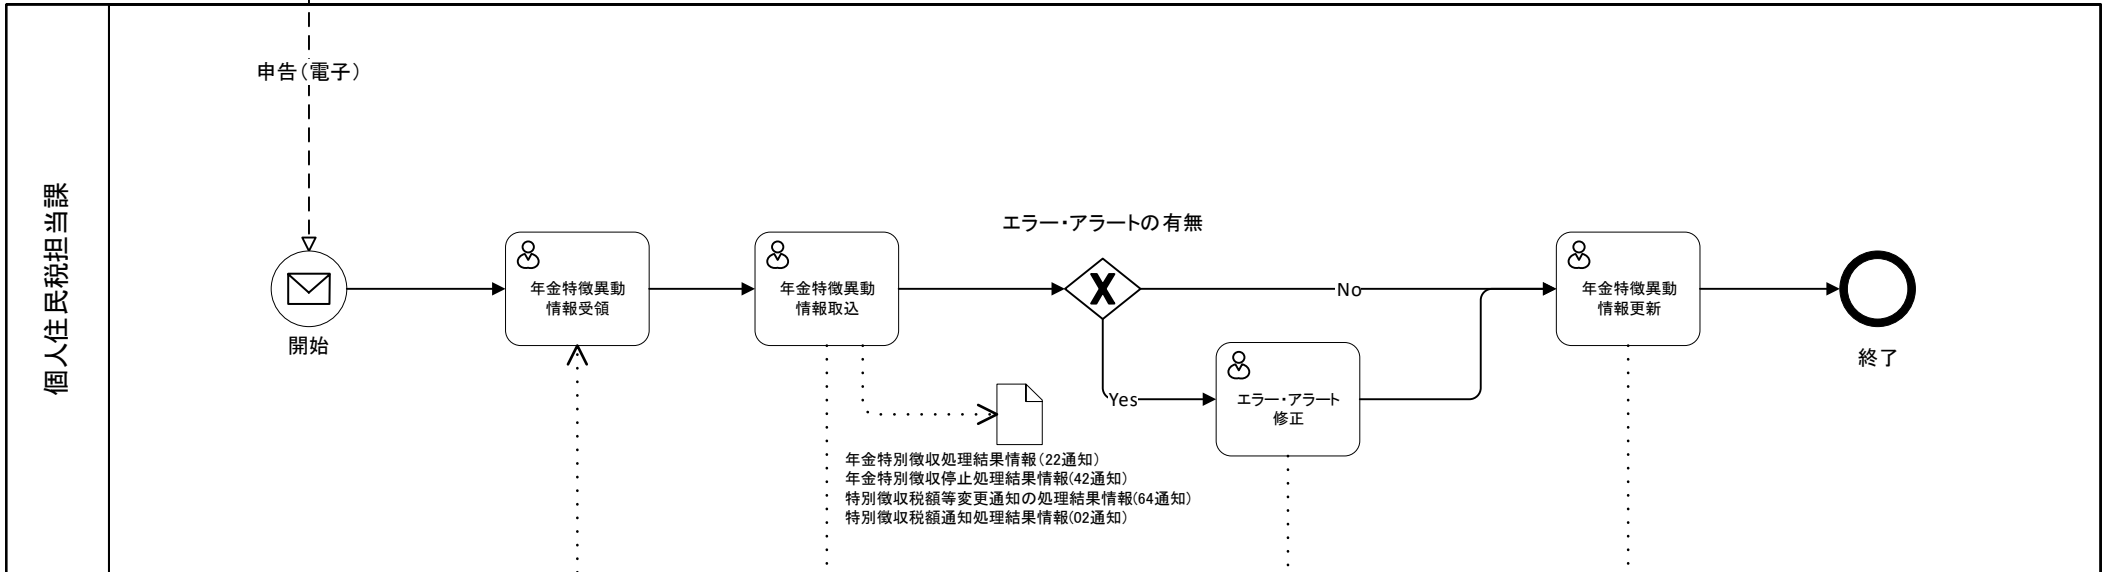 申告（電子）
個人住民税担当課
開始
年金特徴異動
情報受領
年金特徴異動
情報取込
エラー・アラートの有無
No
Yes
エラー・アラート
修正
年金特徴異動
情報更新
終了
年金特別徴収処理結果情報(22通知)
年金特別徴収停止処理結果情報(42通知)
特別徴収税額等変更通知の処理結果情報(64通知)
特別徴収税額通知処理結果情報(02通知)